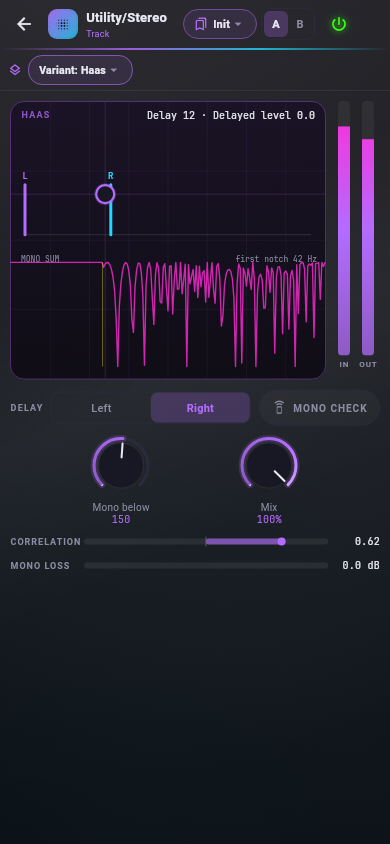 Utility/Stereo
Track
Init
A
B
Variant: Haas
HAAS
Delay 12 · Delayed level 0.0
L
R
MONO SUM
first notch 42 Hz
IN
OUT
DELAY
Left
Right
MONO CHECK
Mono below
150
Mix
100%
CORRELATION
0.62
MONO LOSS
0.0 dB